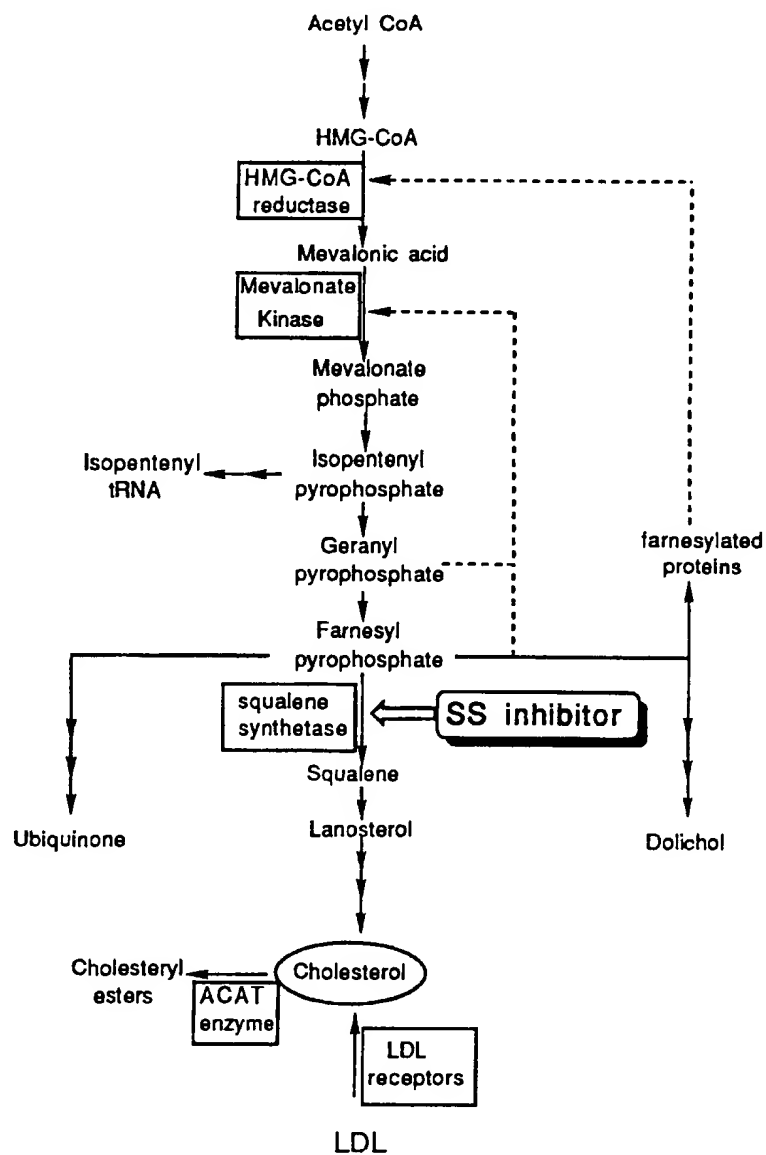 Acetyl CoA
HMG-CoA
HMG-CoA
reductase
Mevalonic acid
Mevalonate
Kinase
Mevalonate
phosphate
Isopentenyl
tRNA
Isopentenyl
pyrophosphate
Geranyl
pyrophosphate
farnesylated
proteins
Farnesyl
pyrophosphate
squalene
synthetase
SS inhibitor
Squalene
Lanosterol
Ubiquinone
Dolichol
Cholesteryl
esters
ACAT
enzyme
Cholesterol
LDL
receptors
LDL